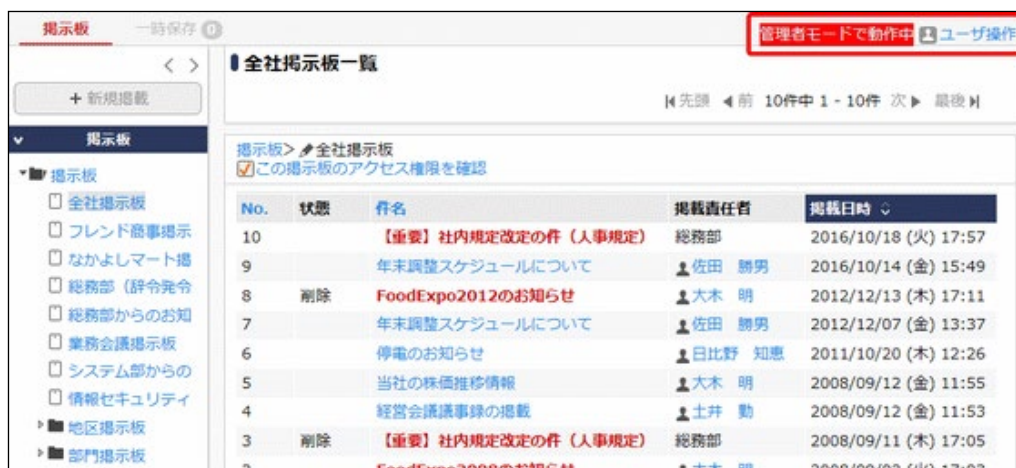 掲示板 一時保存 0
管理者モードで動作中 ユーザ操作
< >
全社掲示板一覧
+ 新規掲載
先頭 前 10件中 1 - 10件 次 最後
掲示板
掲示板> 全社掲示板
この掲示板のアクセス権限を確認
掲示板
全社掲示板
フレンド商事掲示
なかよしマート掲
総務部（辞令発令
総務部からのお知
業務会議掲示板
システム部からの
情報セキュリティ
地区掲示板
部門掲示板
No. 状態 件名 掲載責任者 掲載日時
10 【重要】社内規定改定の件（人事規定） 総務部 2016/10/18 (火) 17:57
9 年末調整スケジュールについて 佐田 勝男 2016/10/14 (金) 15:49
8 削除 FoodExpo2012のお知らせ 大木 明 2012/12/13 (木) 17:11
7 年末調整スケジュールについて 佐田 勝男 2012/12/07 (金) 13:37
6 停電のお知らせ 日比野 知恵 2011/10/20 (木) 12:26
5 当社の株価推移情報 大木 明 2008/09/12 (金) 11:55
4 経営会議議事録の掲載 土井 勤 2008/09/12 (金) 11:53
3 削除 【重要】社内規定改定の件（人事規定） 総務部 2008/09/11 (木) 17:05